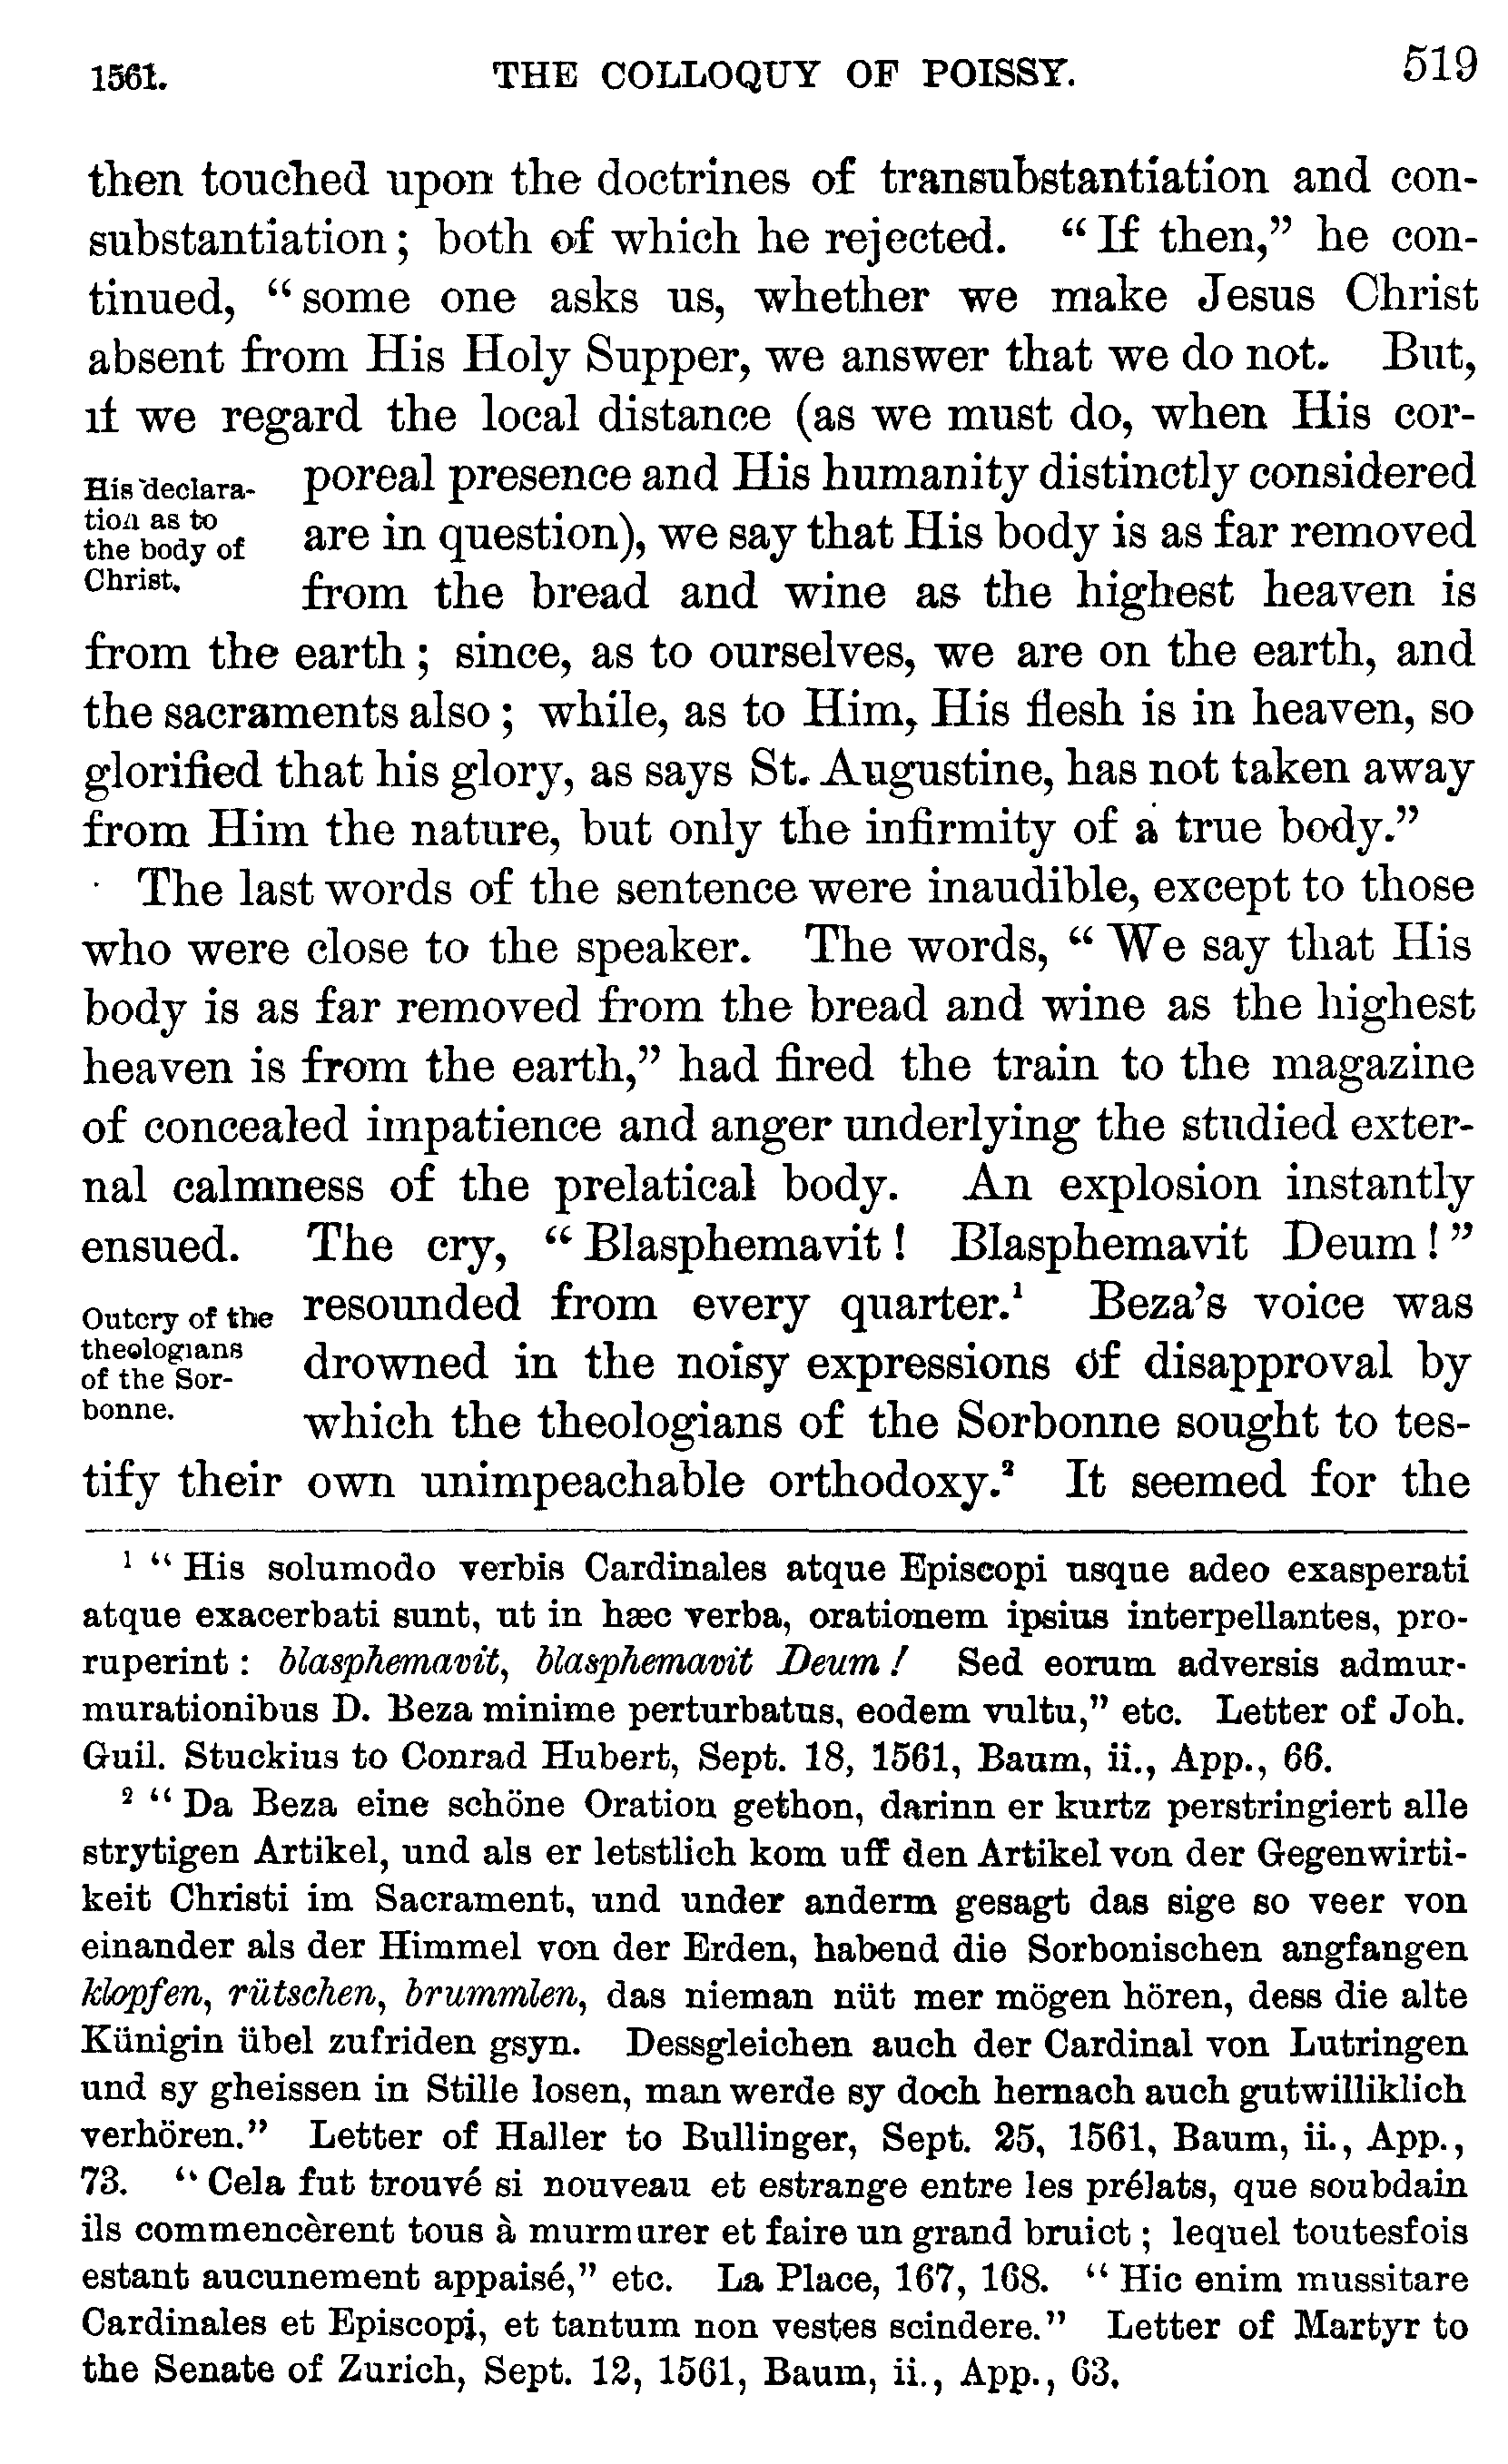 1561. THE COLLOQUY OF POISSY. 519
then touched upon the doctrines of transubstantiation and con-
substantiation; both of which he rejected. “If then,” he con-
tinued, “some one asks us, whether we make Jesus Christ
absent from His Holy Supper, we answer that we do not. But,
if we regard the local distance (as we must do, when His cor-
poreal presence and His humanity distinctly considered
are in question), we say that His body is as far removed
from the bread and wine as the highest heaven is
His declara-
tion as to
the body of
Christ.
from the earth; since, as to ourselves, we are on the earth, and
the sacraments also; while, as to Him, His flesh is in heaven, so
glorified that his glory, as says St. Augustine, has not taken away
from Him the nature, but only the infirmity of a true body.”
The last words of the sentence were inaudible, except to those
who were close to the speaker. The words, “We say that His
body is as far removed from the bread and wine as the highest
heaven is from the earth,” had fired the train to the magazine
of concealed impatience and anger underlying the studied exter-
nal calmness of the prelatical body. An explosion instantly
ensued. The cry, “Blasphemavit! Blasphemavit Deum!”
resounded from every quarter.¹ Beza’s voice was
drowned in the noisy expressions of disapproval by
which the theologians of the Sorbonne sought to tes-
Outcry of the
theologians
of the Sor-
bonne.
tify their own unimpeachable orthodoxy.² It seemed for the
¹ “His solumodo verbis Cardinales atque Episcopi usque adeo exasperati
atque exacerbati sunt, ut in hæc verba, orationem ipsius interpellantes, pro-
ruperint: blasphemavit, blasphemavit Deum! Sed eorum adversis admur-
murationibus D. Beza minime perturbatus, eodem vultu,” etc. Letter of Joh.
Guil. Stuckius to Conrad Hubert, Sept. 18, 1561, Baum, ii., App., 66.
² “Da Beza eine schöne Oration gethon, darinn er kurtz perstringiert alle
strytigen Artikel, und als er letstlich kom uff den Artikel von der Gegenwirti-
keit Christi im Sacrament, und under anderm gesagt das sige so veer von
einander als der Himmel von der Erden, habend die Sorbonischen angfangen
klopfen, rütschen, brummlen, das nieman nüt mer mögen hören, dess die alte
Künigin übel zufriden gsyn. Dessgleichen auch der Cardinal von Lutringen
und sy gheissen in Stille losen, man werde sy doch hernach auch gutwilliklich
verhören.” Letter of Haller to Bullinger, Sept. 25, 1561, Baum, ii., App.,
73. “Cela fut trouvé si nouveau et estrange entre les prélats, que soubdain
ils commencèrent tous à murmurer et faire un grand bruict; lequel toutesfois
estant aucunement appaisé,” etc. La Place, 167, 168. “Hic enim mussitare
Cardinales et Episcopi, et tantum non vestes scindere.” Letter of Martyr to
the Senate of Zurich, Sept. 12, 1561, Baum, ii., App., 63.